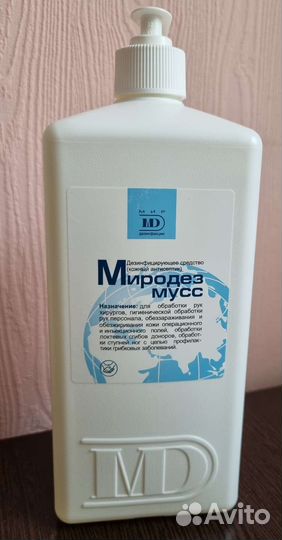 МИР
MD
дезинфекции
Дезинфицирующее средство
(кожный антисептик)
Миродез
мусс
Назначение: для обработки рук
хирургов, гигиенической обработки
рук персонала, обеззараживания и
обезжиривания кожи операционного
и инъекционного полей, обработки
локтевых сгибов доноров, обработ-
ки ступней ног с целью профилак-
тики грибковых заболеваний.
MD
Avito